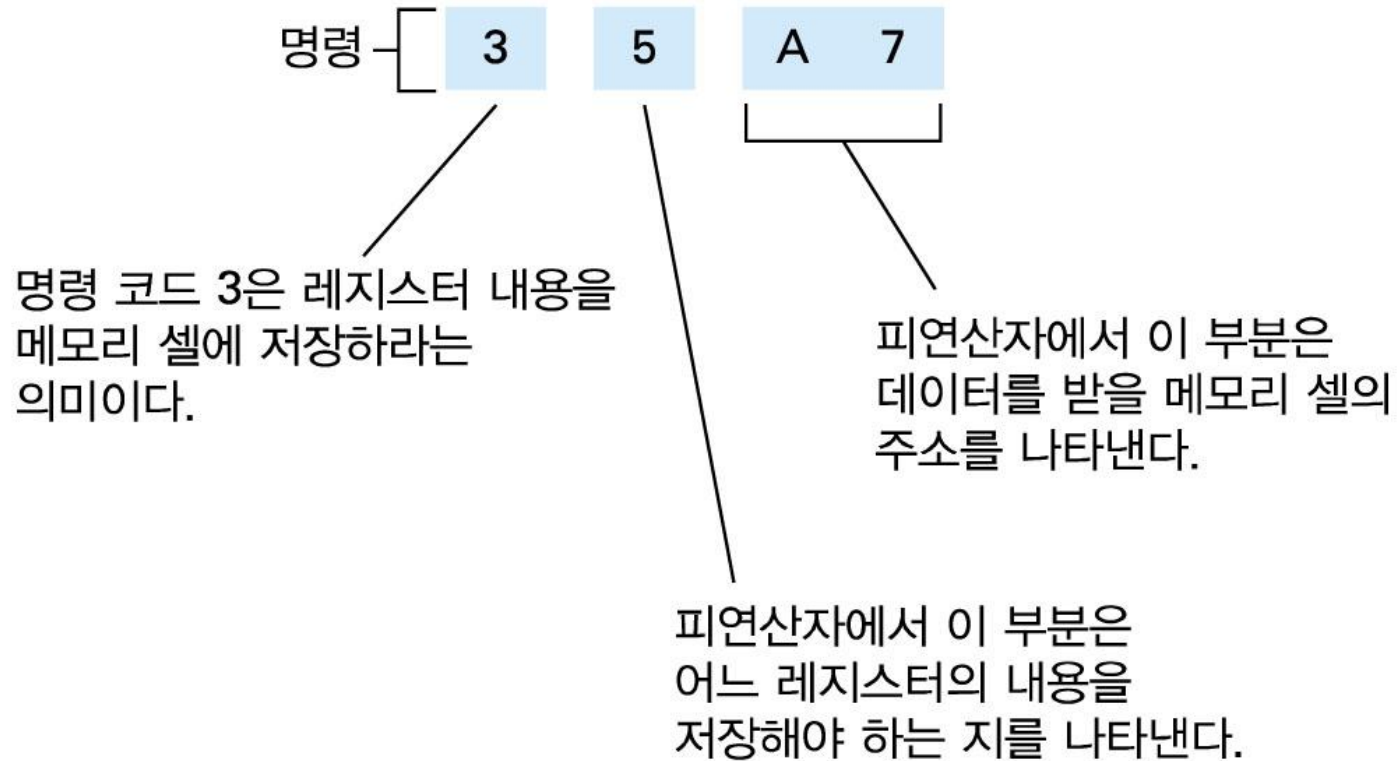 명령 3 5 A 7
명령 코드 3은 레지스터 내용을
메모리 셀에 저장하라는
의미이다.
피연산자에서 이 부분은
데이터를 받을 메모리 셀의
주소를 나타낸다.
피연산자에서 이 부분은
어느 레지스터의 내용을
저장해야 하는 지를 나타낸다.